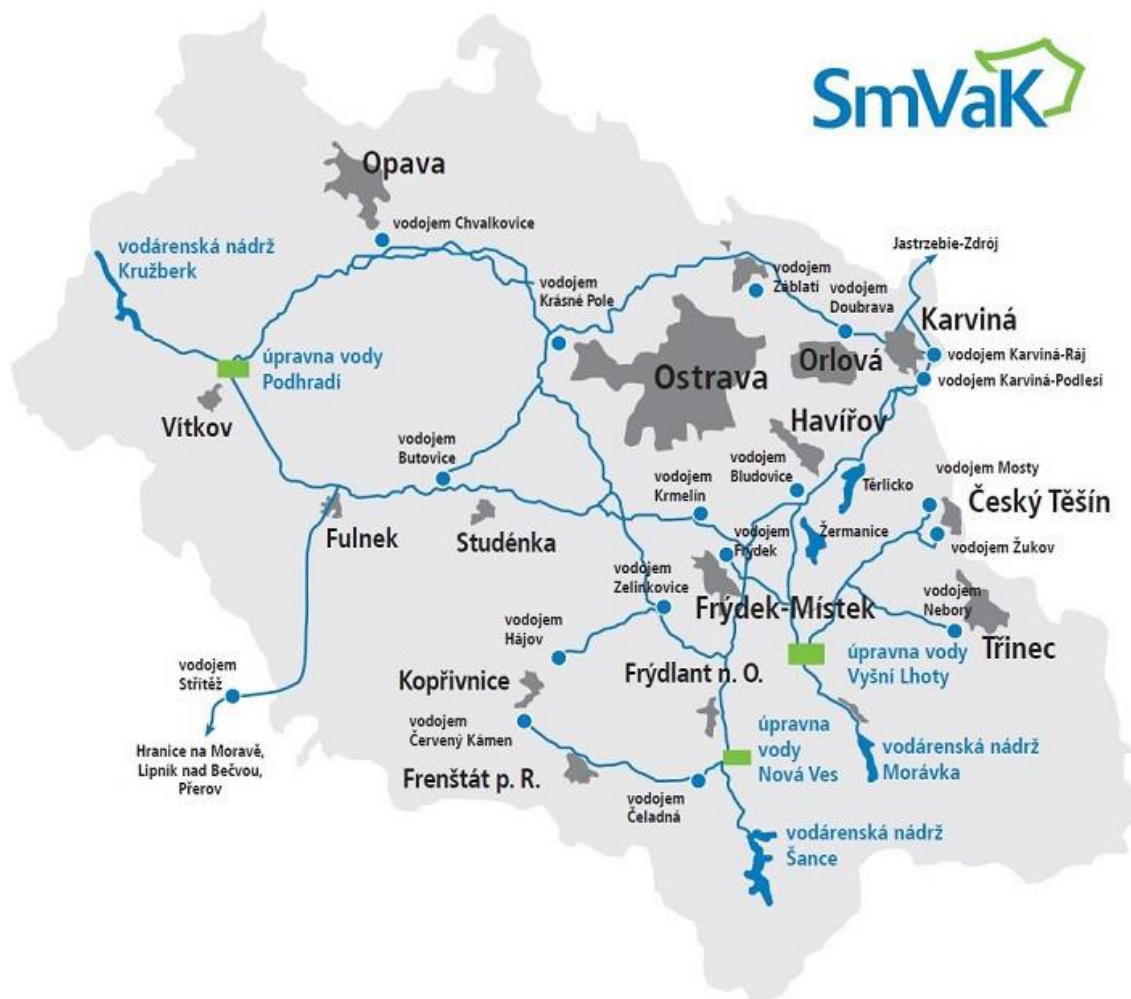 SmVaK
Opava
vodojem Chvalkovice
vodárenská nádrž
Kružberk
Jastrzebie-Zdrój
vodojem
Krásné Pole
vodojem
Záblatí
vodojem
Doubrava
Karviná
úpravna vody
Podhradí
Ostrava
Orlová
vodojem Karviná-Ráj
vodojem Karviná-Podlesí
Vítkov
Havířov
vodojem
Butovice
vodojem
Bludovice
vodojem
Krmelín
Těrlicko
vodojem Mosty
Český Těšín
Fulnek
Studénka
Žermanice
vodojem
Frýdek
vodojem Žukov
vodojem
Zelinkovice
Frýdek-Místek
vodojem
Nebory
Třinec
vodojem
Hájov
úpravna vody
Vyšní Lhoty
vodojem
Střítěž
Kopřivnice
Frýdlant n. O.
vodojem
Červený Kámen
úpravna
vody
Nová Ves
vodárenská nádrž
Morávka
Hranice na Moravě,
Lipník nad Bečvou,
Přerov
Frenštát p. R.
vodojem
Čeladná
vodárenská nádrž
Šance